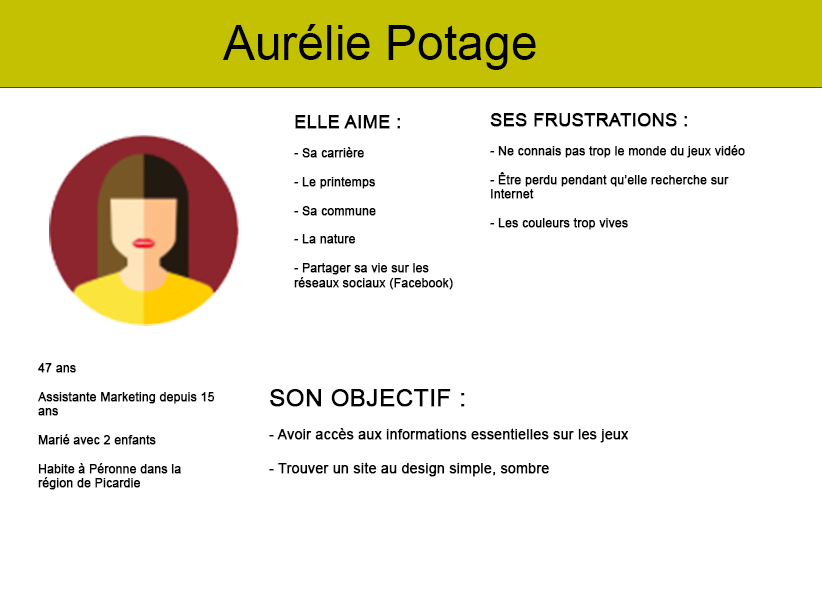 Aurélie Potage
ELLE AIME :
- Sa carrière
- Le printemps
- Sa commune
- La nature
- Partager sa vie sur les
réseaux sociaux (Facebook)
SES FRUSTRATIONS :
- Ne connais pas trop le monde du jeux vidéo
- Être perdu pendant qu'elle recherche sur
Internet
- Les couleurs trop vives
47 ans
Assistante Marketing depuis 15
ans
Marié avec 2 enfants
Habite à Péronne dans la
région de Picardie
SON OBJECTIF :
- Avoir accès aux informations essentielles sur les jeux
- Trouver un site au design simple, sombre